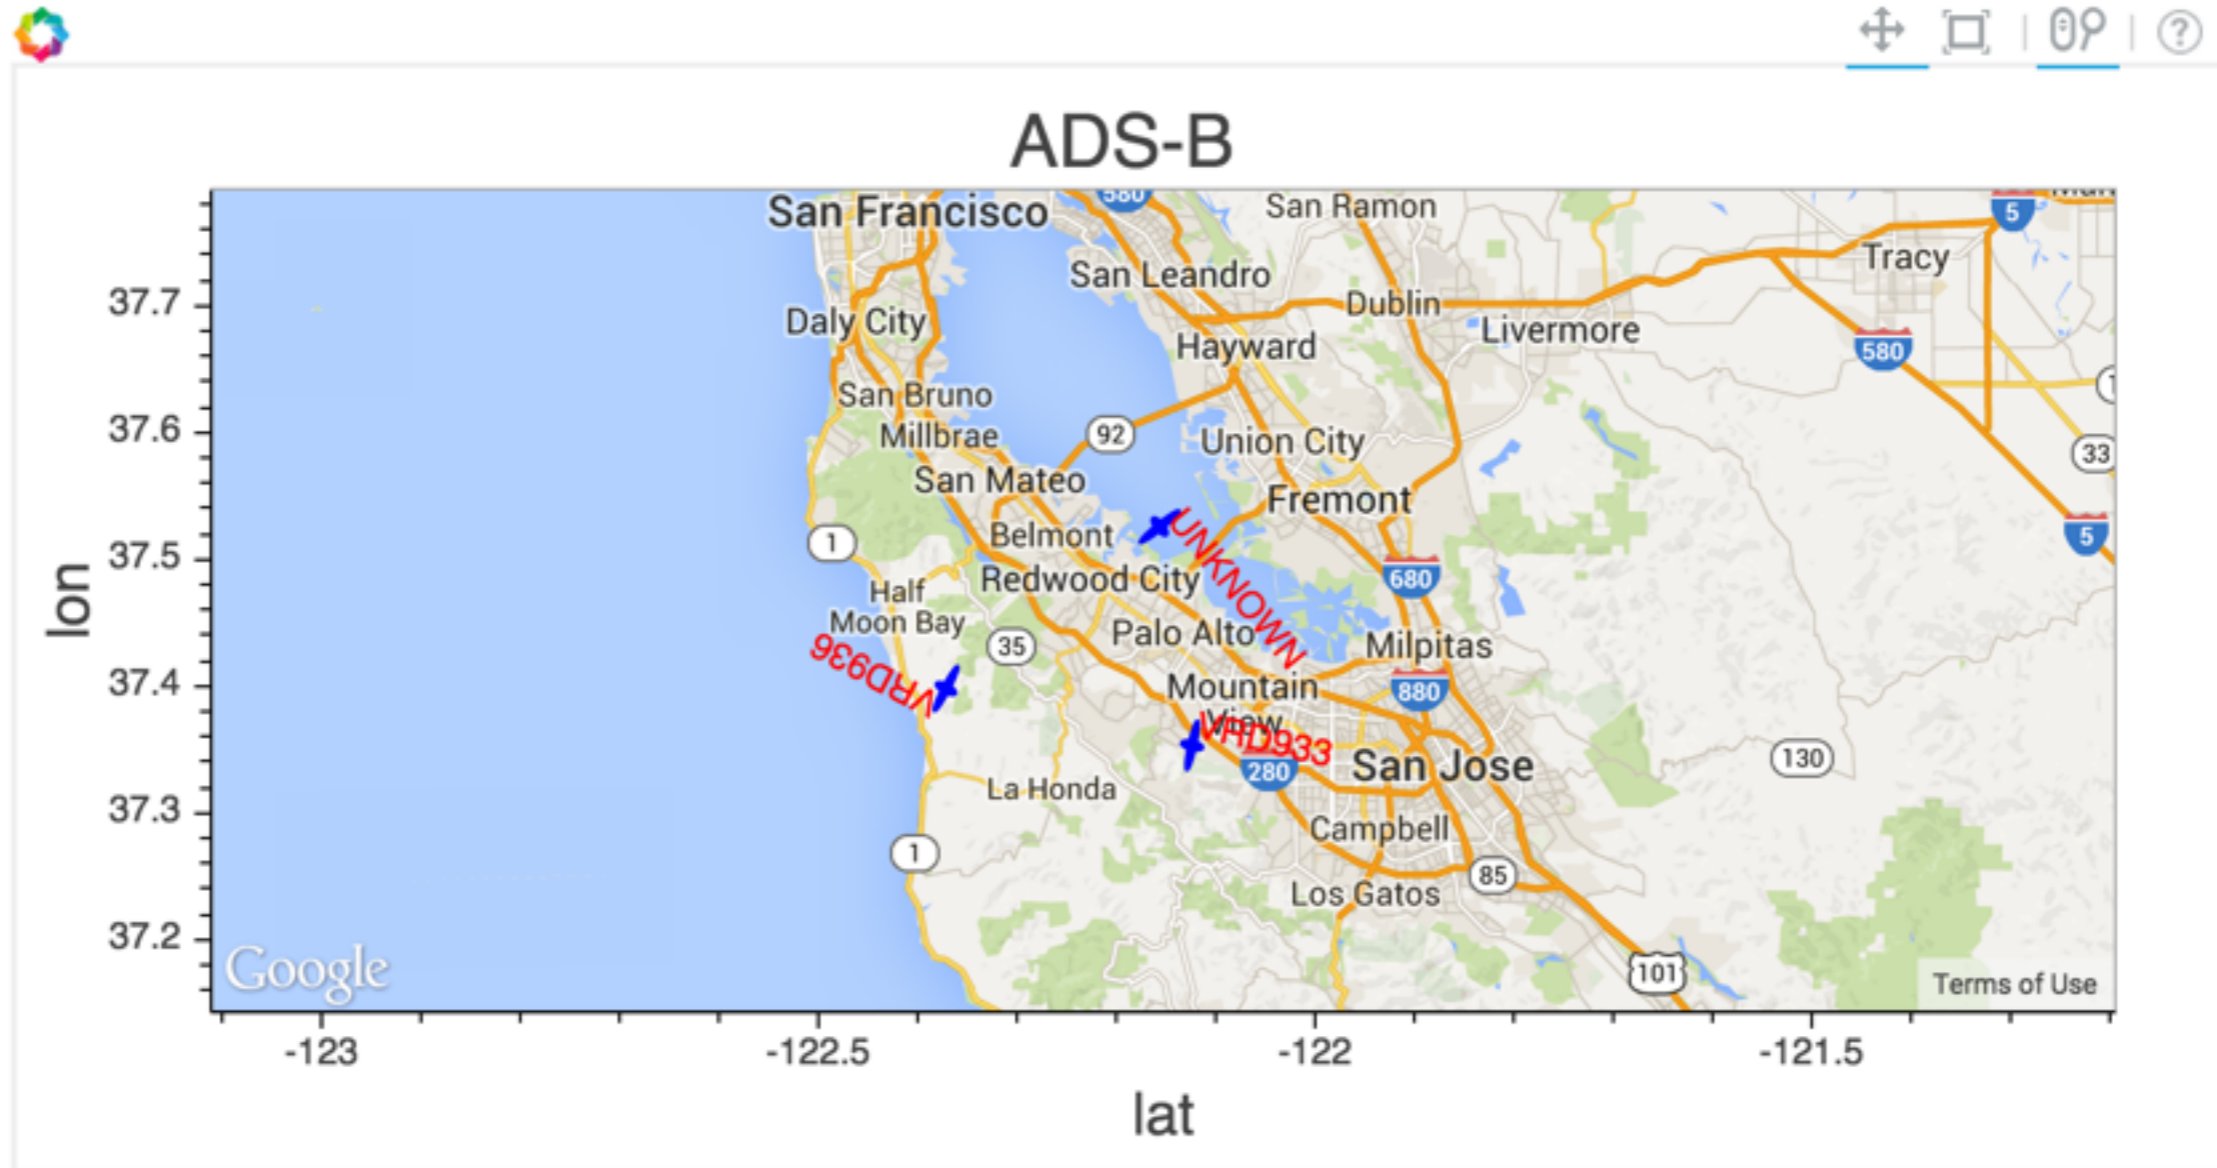 ADS-B
580
San Francisco
San Ramon
5
San Leandro
Tracy
37.7
Dublin
Daly City
Livermore
Hayward
580
San Bruno
37.6
Millbrae
92
Union City
33
San Mateo
Fremont
UNKNOWN
Belmont
1
5
37.5
Redwood City
680
Half
Moon Bay
lon
35
Palo Alto
Milpitas
VRD936
37.4
Mountain
View
880
VRD933
280
San Jose
130
La Honda
37.3
Campbell
1
85
Los Gatos
37.2
Google
101
Terms of Use
-123
-122.5
-122
-121.5
lat